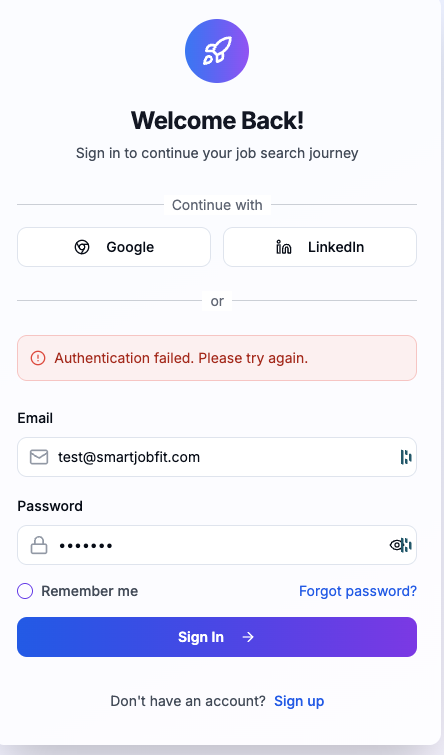 Welcome Back!
Sign in to continue your job search journey
Continue with
Google
LinkedIn
or
Authentication failed. Please try again.
Email
test@smartjobfit.com
Password
•••••••
Remember me
Forgot password?
Sign In →
Don't have an account? Sign up